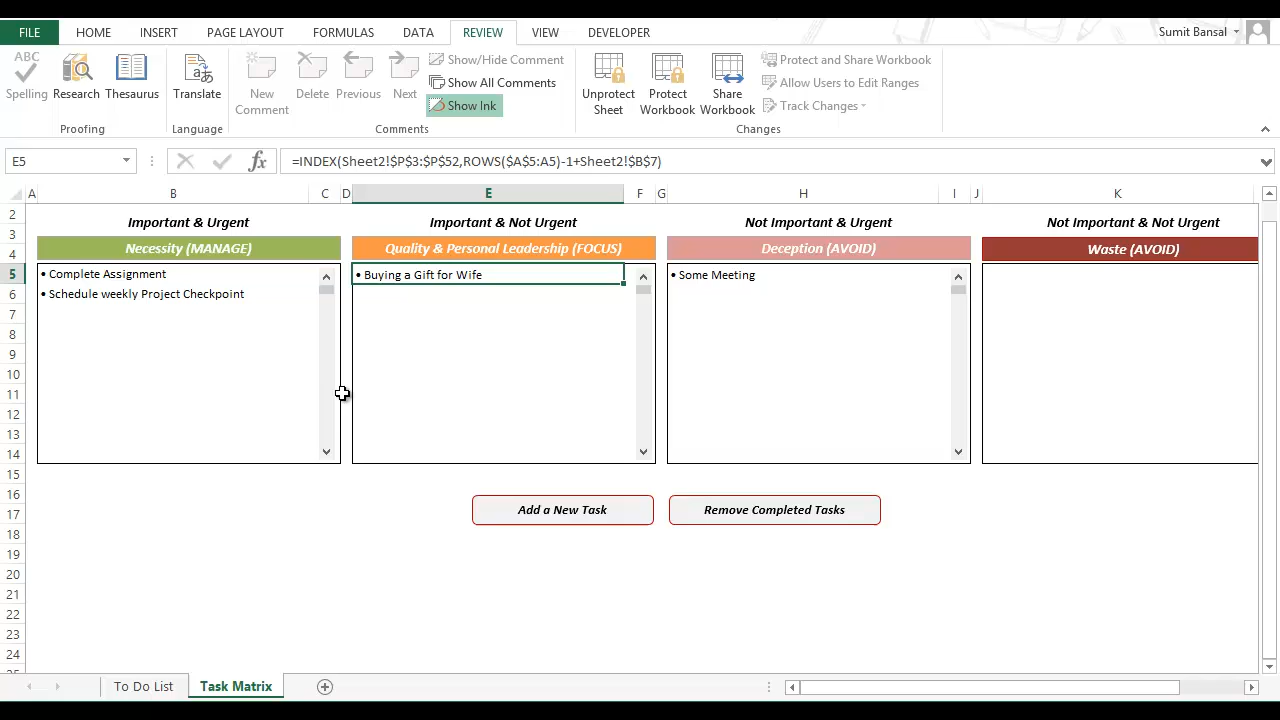 FILE HOME INSERT PAGE LAYOUT FORMULAS DATA REVIEW VIEW DEVELOPER Sumit Bansal
ABC
Spelling Research Thesaurus
Proofing
Translate
Language
New
Comment
Delete Previous Next
Show/Hide Comment
Show All Comments
Show Ink
Comments
Unprotect
Sheet
Protect
Workbook
Share
Workbook
Protect and Share Workbook
Allow Users to Edit Ranges
Track Changes
Changes
E5 fx =INDEX(Sheet2!$P$3:$P$52,ROWS($A$5:A5)-1+Sheet2!$B$7)
A B C D E F G H I J K
2 Important & Urgent Important & Not Urgent Not Important & Urgent Not Important & Not Urgent
3
4 Necessity (MANAGE) Quality & Personal Leadership (FOCUS) Deception (AVOID) Waste (AVOID)
5 • Complete Assignment • Buying a Gift for Wife • Some Meeting
6 • Schedule weekly Project Checkpoint
7
8
9
10
11
12
13
14
15
16
17 Add a New Task Remove Completed Tasks
18
19
20
21
22
23
24
To Do List Task Matrix